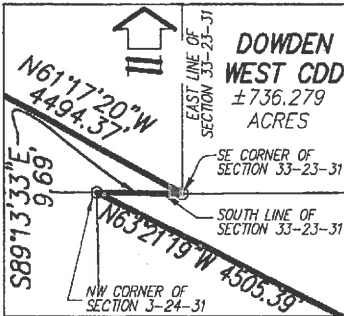 DOWDEN
WEST CDD
±736.279
ACRES
EAST LINE OF
SECTION 33-23-31
N61°17'20"W
4494.37'
SE CORNER OF
SECTION 33-23-31
S89°13'33"E
9.69'
SOUTH LINE OF
SECTION 33-23-31
N63°21'19"W 4505.39'
NW CORNER OF
SECTION 3-24-31